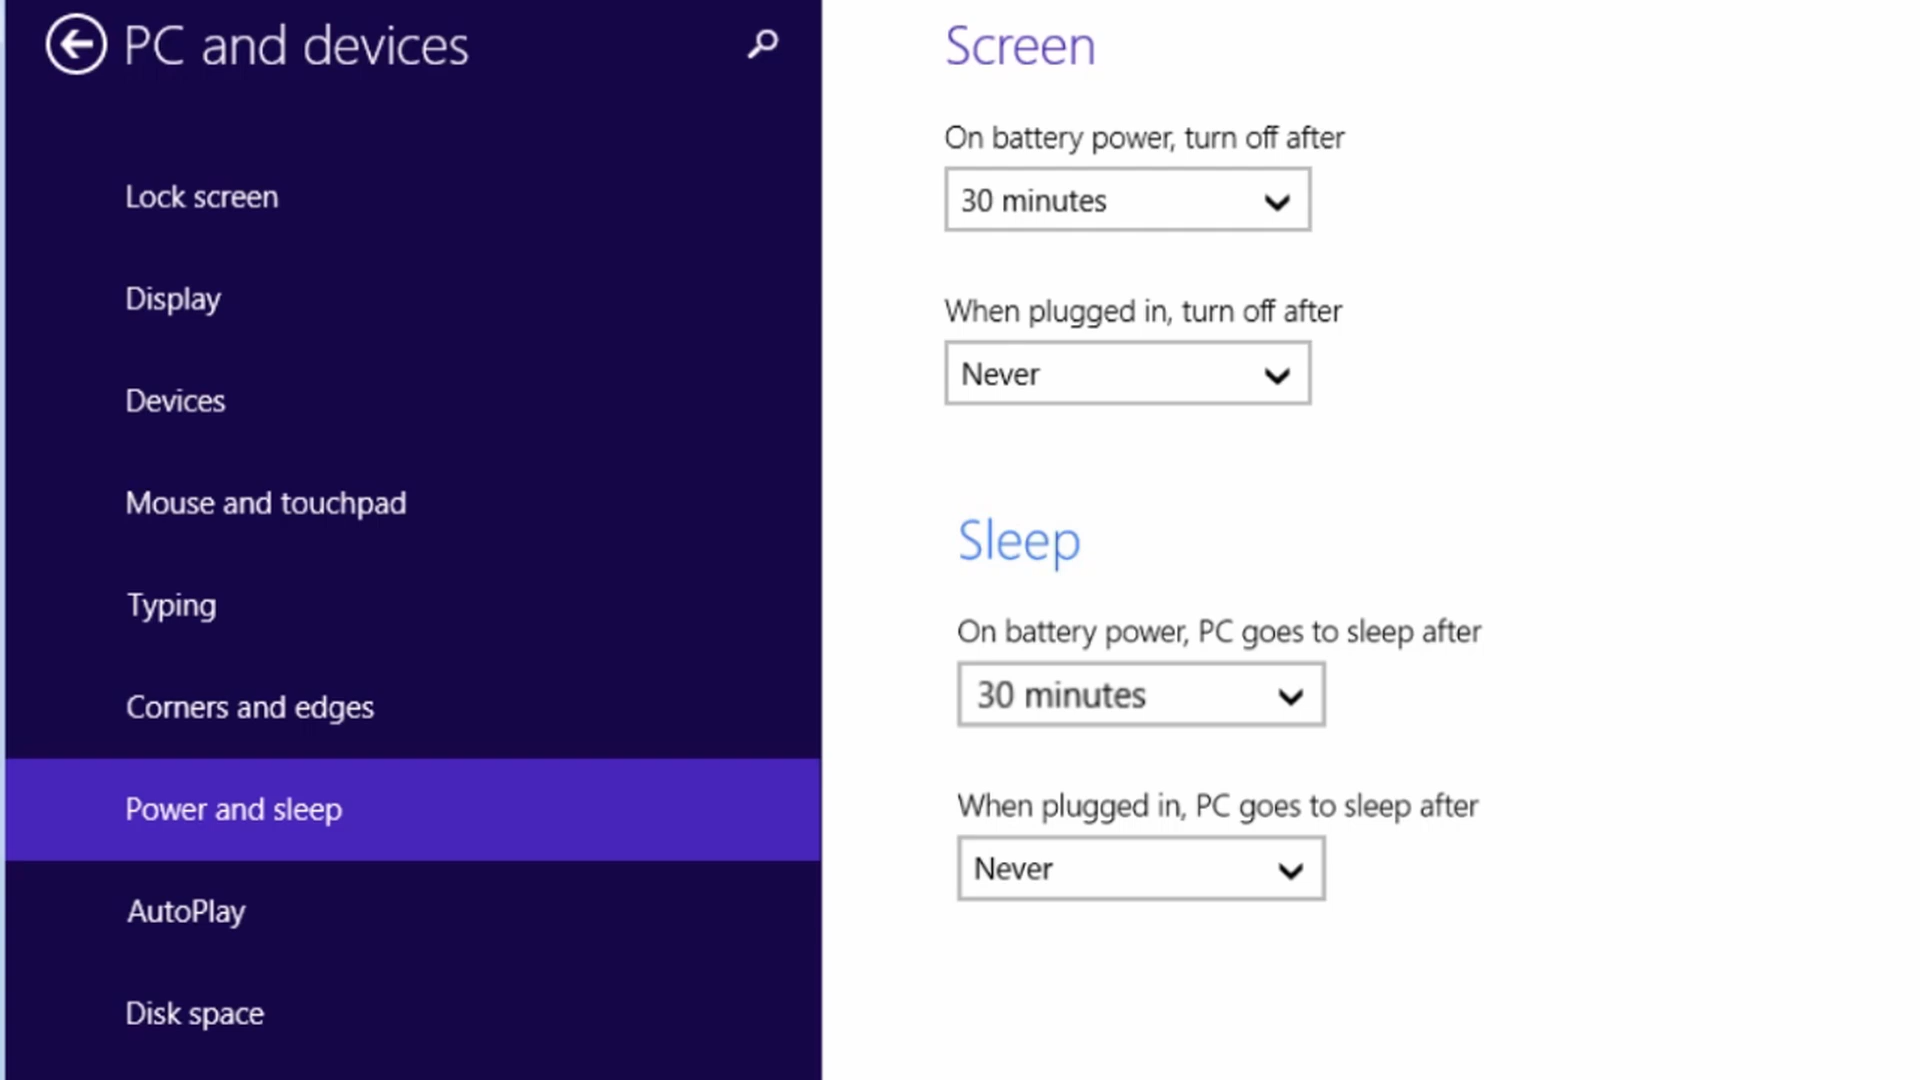 PC and devices
Lock screen
Display
Devices
Mouse and touchpad
Typing
Corners and edges
Power and sleep
AutoPlay
Disk space
Screen
On battery power, turn off after
30 minutes
When plugged in, turn off after
Never
Sleep
On battery power, PC goes to sleep after
30 minutes
When plugged in, PC goes to sleep after
Never